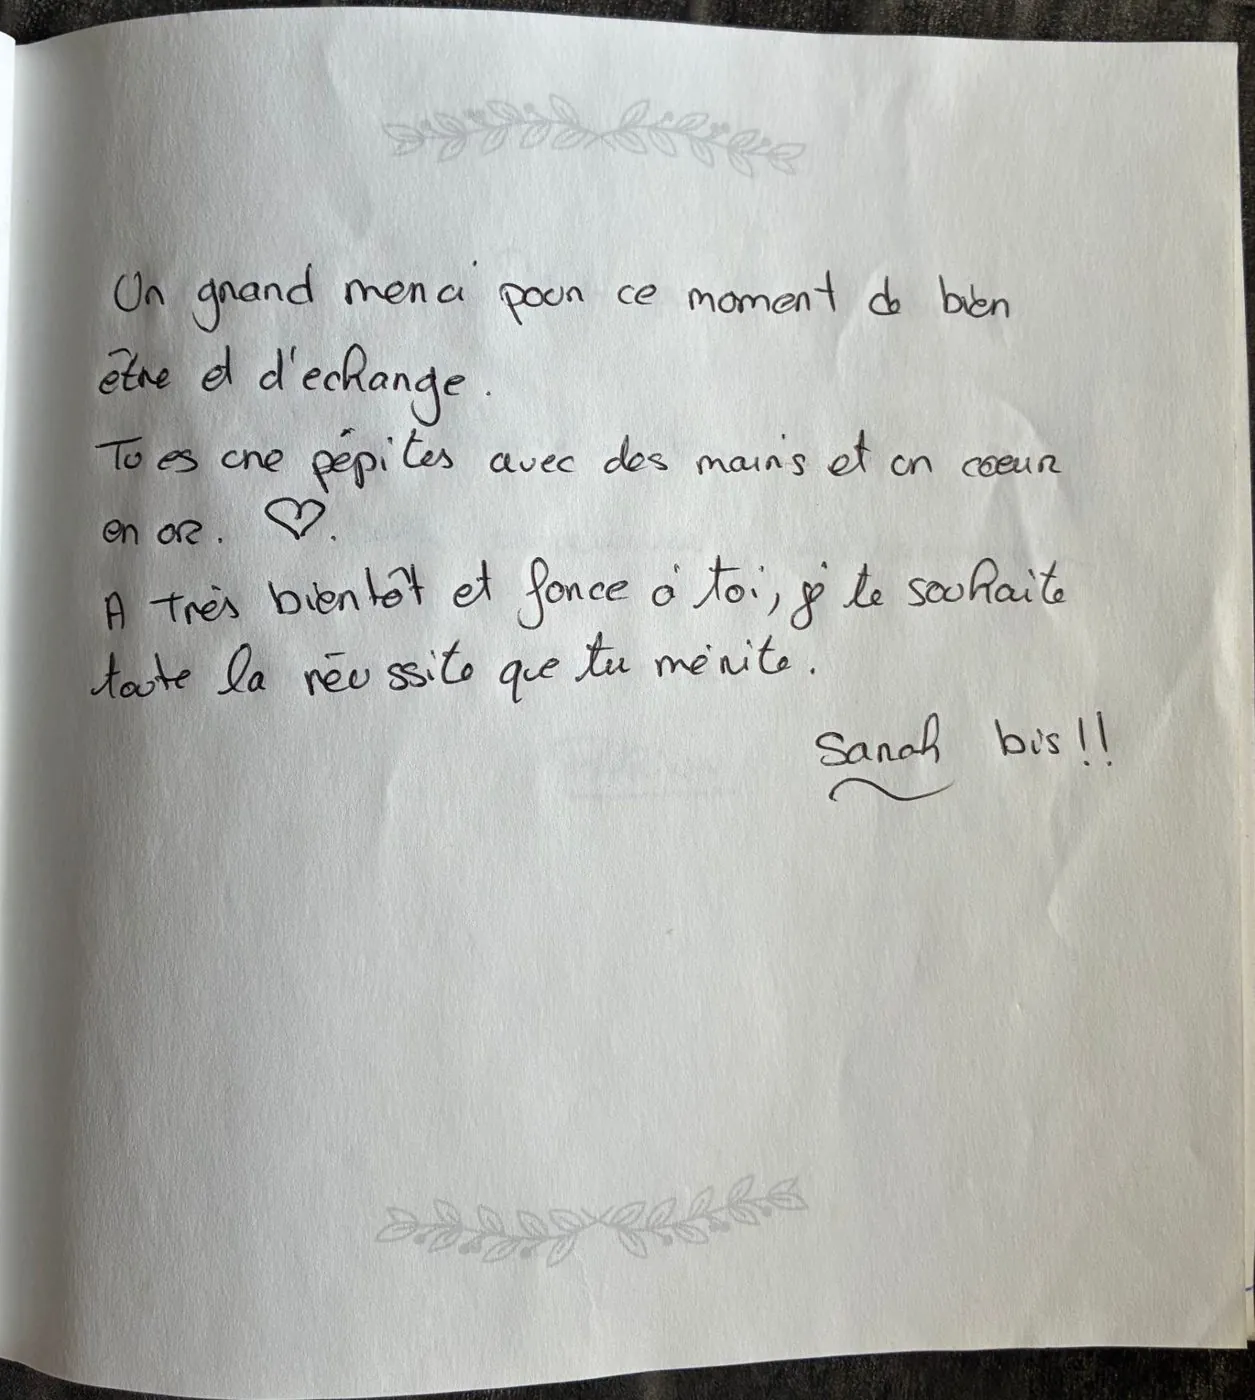 Un grand merci pour ce moment de bien
être et d'echange.
Tu es une pépites avec des mains et un coeur
en or. ♡.
A très bientôt et fonce à toi, j' te souhaite
toute la réussite que tu mérite.
Sarah bis!!